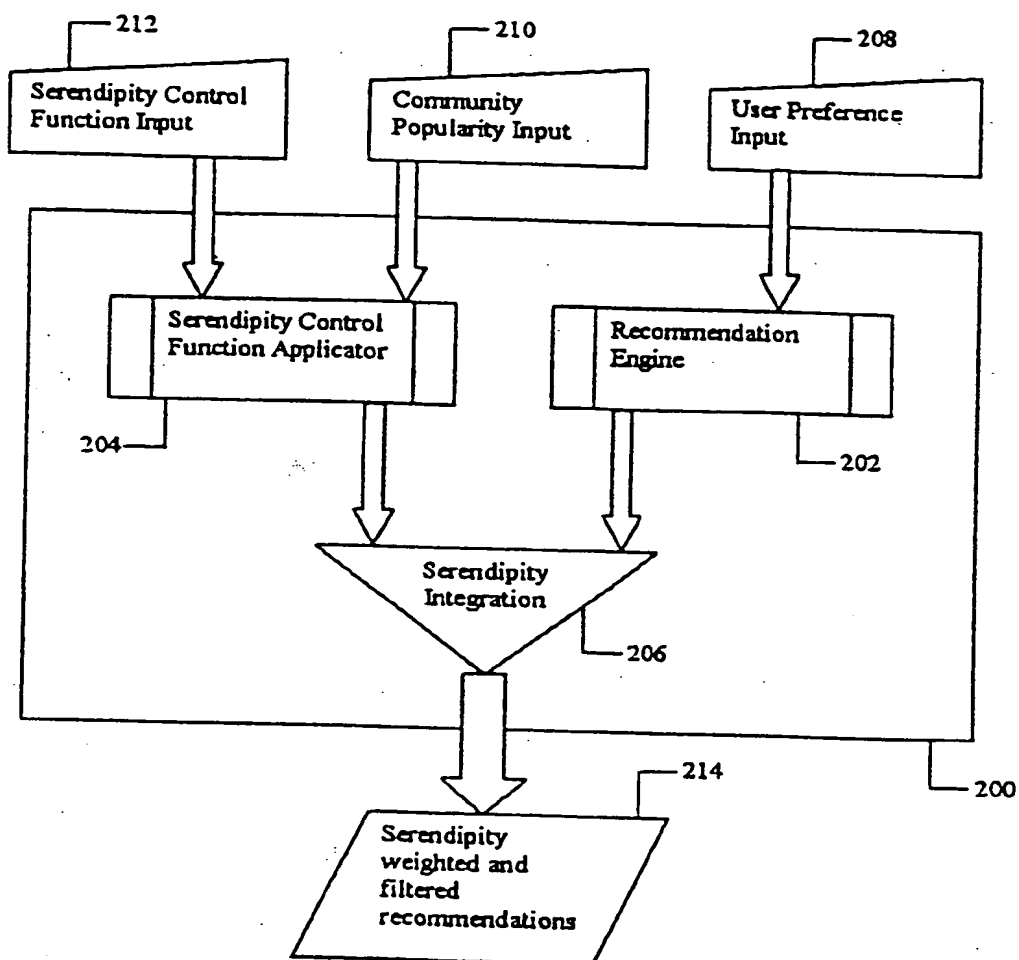 212
210
208
Serendipity Control
Function Input
Community
Popularity Input
User Preference
Input
Serendipity Control
Function Applicator
Recommendation
Engine
204
202
Serendipity
Integration
206
214
200
Serendipity
weighted and
filtered
recommendations